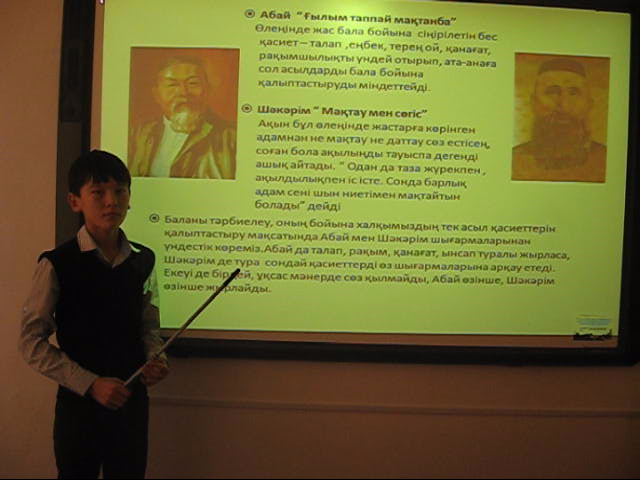 Абай “Ғылым таппай мақтанба”
Өлеңінде жас бала бойына сіңірілетін бес
қасиет – талап ,еңбек, терең ой, қанағат,
рақымшылықты үндей отырып, ата-анаға
сол асылдарды бала бойына
қалыптастыруды міндеттейді.
Шәкәрім “ Мақтау мен сөгіс”
Ақын бұл өлеңінде жастарға көрінген
адамнан не мақтау не даттау сөз естісең,
соған бола ақылыңды тауыспа дегенді
ашық айтады. “ Одан да таза жүрекпен ,
ақылдылықпен іс істе. Сонда барлық
адам сені шын ниетімен мақтайтын
болады” дейді
Баланы тәрбиелеу, оның бойына халқымыздың тек асыл қасиеттерін
қалыптастыру мақсатында Абай мен Шәкәрім шығармаларынан
үндестік көреміз.Абай да талап, рақым, қанағат, ынсап туралы жырласа,
Шәкәрім де тура сондай қасиеттерді өз шығармаларына арқау етеді.
Екеуі де бірдей, ұқсас мәнерде сөз қылмайды, Абай өзінше, Шәкәрім
өзінше жырлайды.